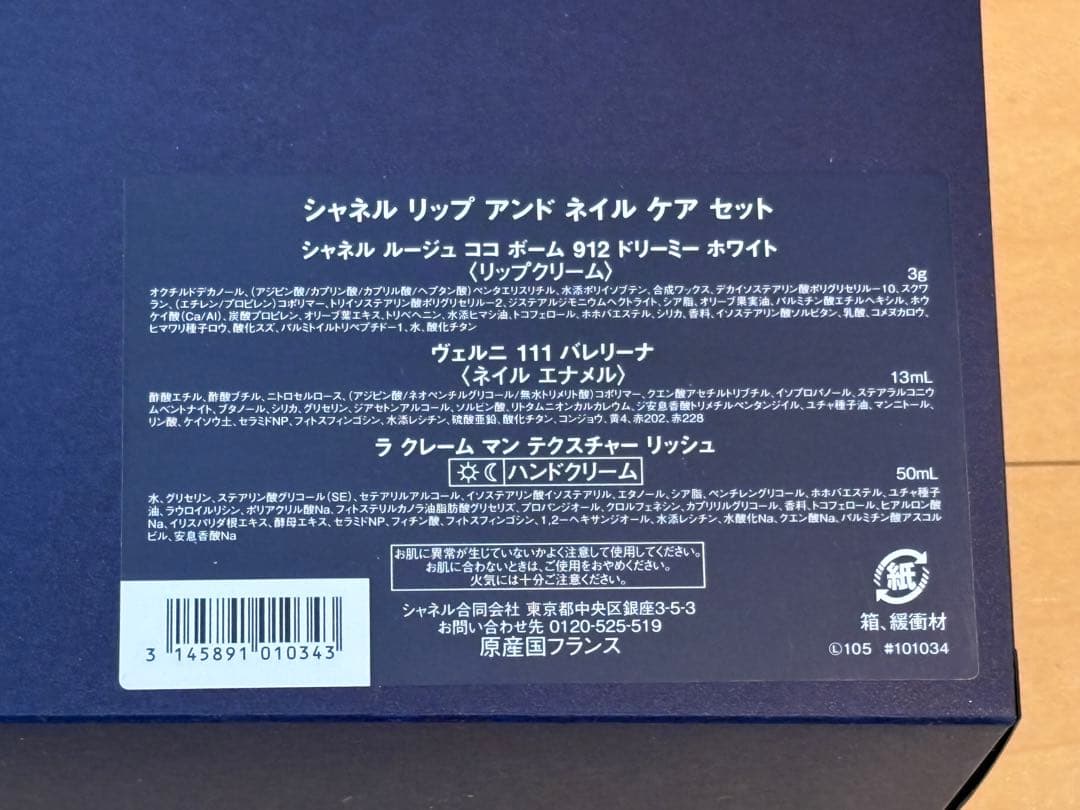 シャネル リップ アンド ネイル ケア セット
シャネル ルージュ ココ ボーム 912 ドリーミー ホワイト
〈リップクリーム〉
3g
オクチルドデカノール、(アジピン酸/カプリン酸/カプリル酸/ヘプタン酸)ペンタエリスリチル、水添ポリイソブテン、合成ワックス、デカイソステアリン酸ポリグリセリル－10、スクワ
ラン、(エチレン/プロピレン)コポリマー、トリイソステアリン酸ポリグリセリル－2、ジステアルジモニウムヘクトライト、シア脂、オリーブ果実油、パルミチン酸エチルヘキシル、ホウ
ケイ酸(Ca/Al)、炭酸プロピレン、オリーブ葉エキス、トリベヘニン、水添ヒマシ油、トコフェロール、ホホバエステル、シリカ、香料、イソステアリン酸ソルビタン、乳酸、コメヌカロウ、
ヒマワリ種子ロウ、酸化スズ、パルミトイルトリペプチド－1、水、酸化チタン
ヴェルニ 111 バレリーナ
〈ネイル エナメル〉
13mL
酢酸エチル、酢酸ブチル、ニトロセルロース、(アジピン酸/ネオペンチルグリコール/無水トリメリト酸)コポリマー、クエン酸アセチルトリブチル、イソプロパノール、ステアラルコニウ
ムベントナイト、ブタノール、シリカ、グリセリン、ジアセトンアルコール、ソルビン酸、リトタムニオンカルカレウム、ジ安息香酸トリメチルペンタンジイル、ユチャ種子油、マンニトール、
リン酸、ケイソウ土、セラミドNP、フィトスフィンゴシン、水添レシチン、硫酸亜鉛、酸化チタン、コンジョウ、黄4、赤202、赤228
ラ クレーム マン テクスチャー リッシュ
ハンドクリーム
50mL
水、グリセリン、ステアリン酸グリコール(SE)、セテアリルアルコール、イソステアリン酸イソステアリル、エタノール、シア脂、ペンチレングリコール、ホホバエステル、ユチャ種子
油、ラウロイルリシン、ポリアクリル酸Na、フィトステリルカノラ油脂肪酸グリセリズ、プロパンジオール、クロルフェネシン、カプリリルグリコール、香料、トコフェロール、ヒアルロン酸
Na、イリスパリダ根エキス、酵母エキス、セラミドNP、フィチン酸、フィトスフィンゴシン、1,2－ヘキサンジオール、水添レシチン、水酸化Na、クエン酸Na、パルミチン酸アスコル
ビル、安息香酸Na
お肌に異常が生じていないかよく注意して使用してください。
お肌に合わないときは、ご使用をおやめください。
火気には十分ご注意ください。
シャネル合同会社 東京都中央区銀座3-5-3
お問い合わせ先 0120-525-519
原産国フランス
紙
箱、緩衝材
Ⓛ105 #101034
3 145891 010343